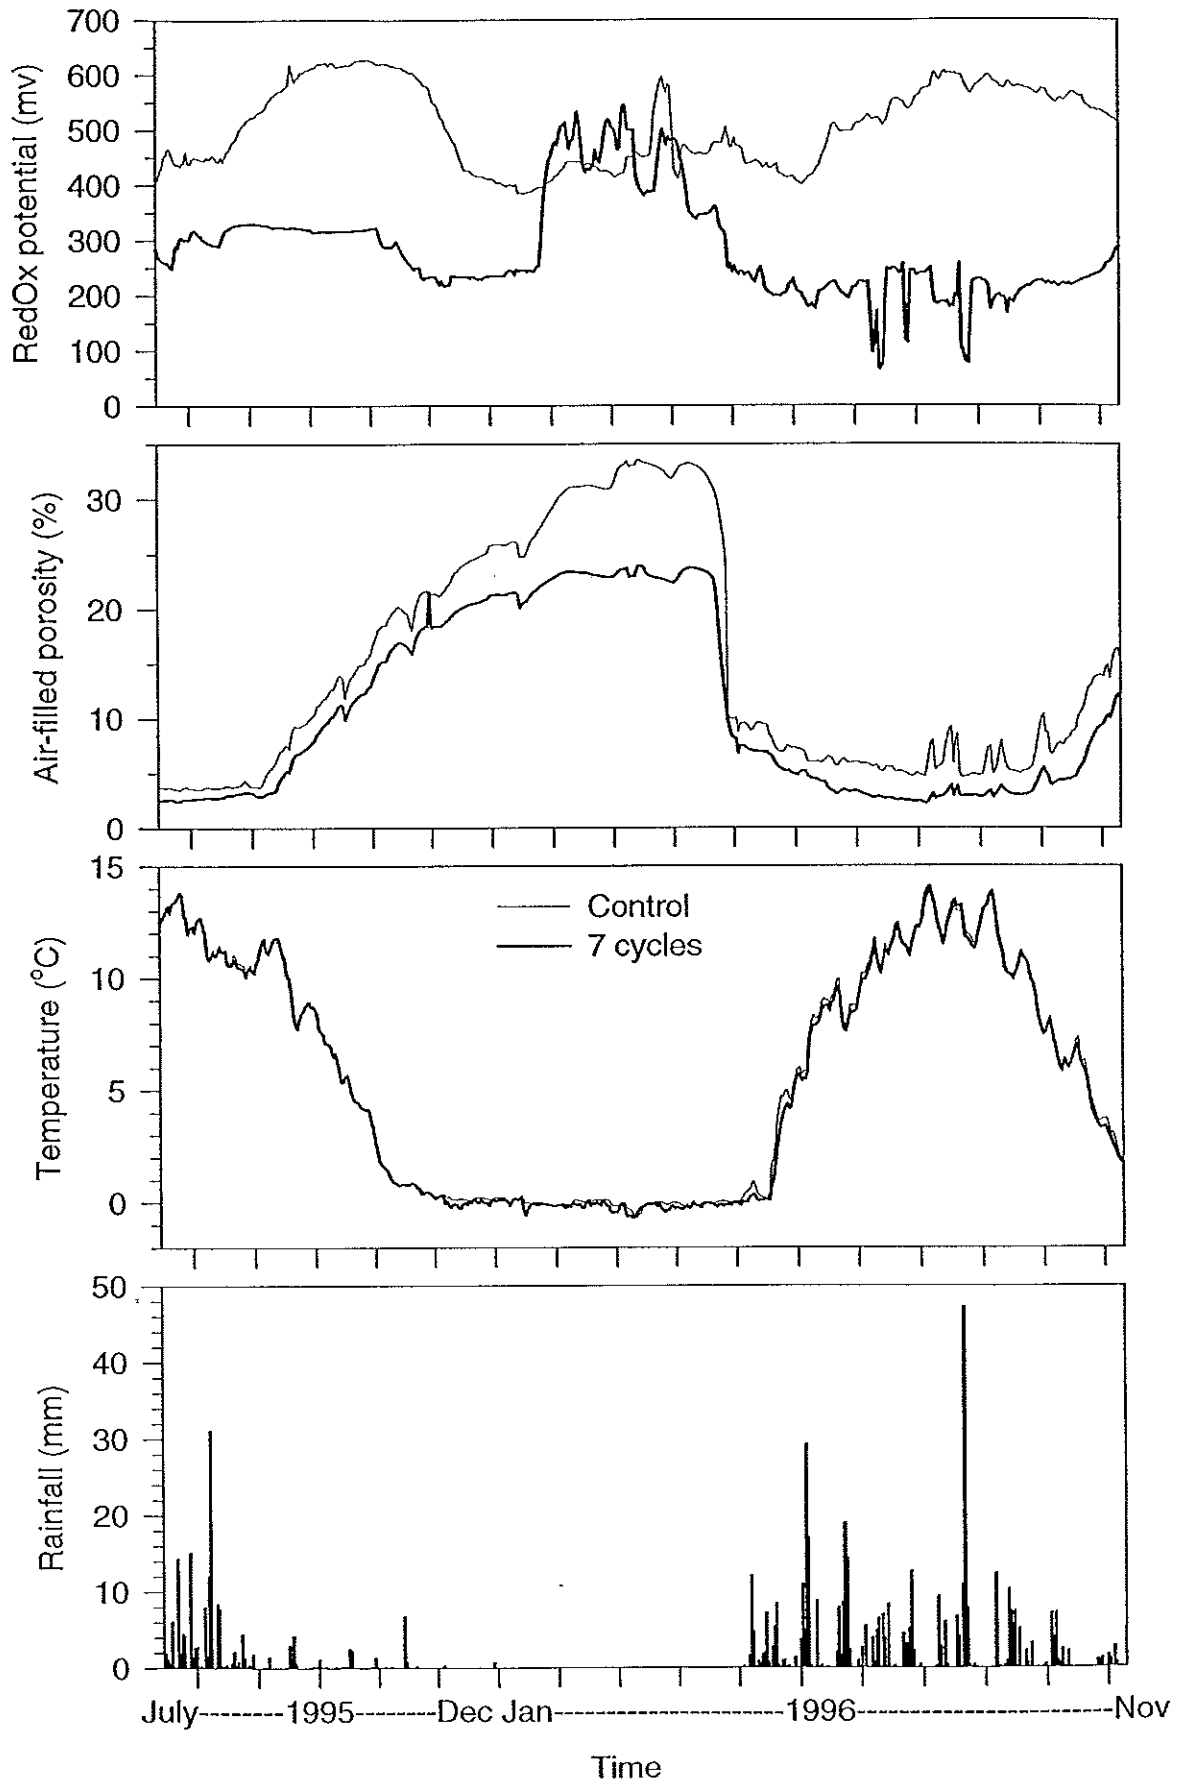 700
600
500
400
300
200
100
0
RedOx potential (mv)
30
20
10
0
Air-filled porosity (%)
15
10
5
0
Temperature (°C)
Control
7 cycles
50
40
30
20
10
0
Rainfall (mm)
July--------1995--------Dec Jan----------------------1996------------------------Nov
Time